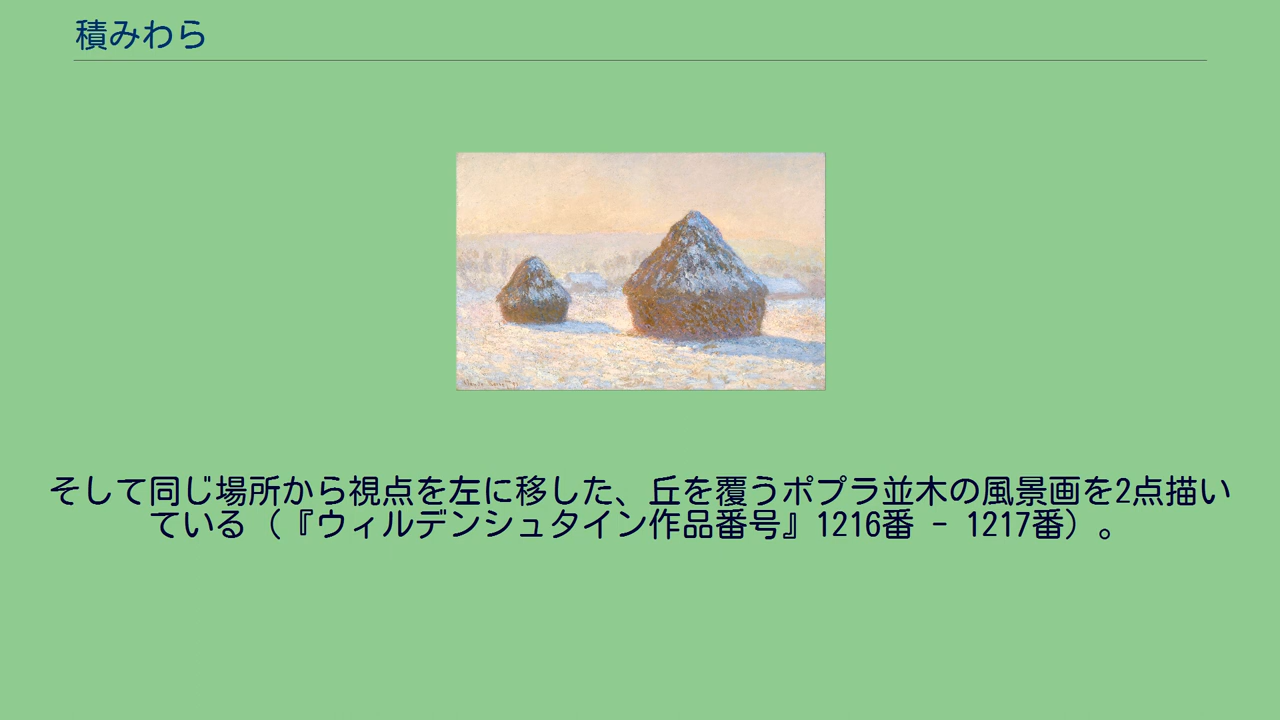 積みわら
そして同じ場所から視点を左に移した、丘を覆うポプラ並木の風景画を2点描い
ている（『ウィルデンシュタイン作品番号』1216番 - 1217番）。